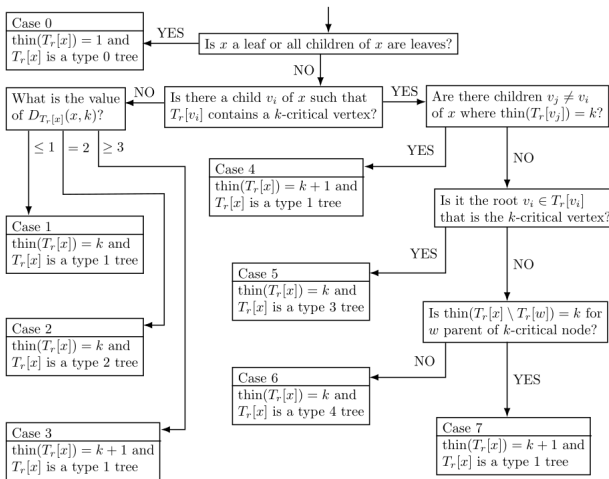 Case 0
thin(T_r[x]) = 1 and
T_r[x] is a type 0 tree
YES
Is x a leaf or all children of x are leaves?
NO
What is the value
of D_{T_r[x]}(x, k)?
NO
Is there a child v_i of x such that
T_r[v_i] contains a k-critical vertex?
YES
Are there children v_j ≠ v_i
of x where thin(T_r[v_j]) = k?
≤ 1
= 2
≥ 3
YES
NO
Case 4
thin(T_r[x]) = k + 1 and
T_r[x] is a type 1 tree
Is it the root v_i ∈ T_r[v_i]
that is the k-critical vertex?
Case 1
thin(T_r[x]) = k and
T_r[x] is a type 1 tree
YES
NO
Case 5
thin(T_r[x]) = k and
T_r[x] is a type 3 tree
Is thin(T_r[x] \ T_r[w]) = k for
w parent of k-critical node?
Case 2
thin(T_r[x]) = k and
T_r[x] is a type 2 tree
NO
YES
Case 6
thin(T_r[x]) = k and
T_r[x] is a type 4 tree
Case 3
thin(T_r[x]) = k + 1 and
T_r[x] is a type 1 tree
Case 7
thin(T_r[x]) = k + 1 and
T_r[x] is a type 1 tree